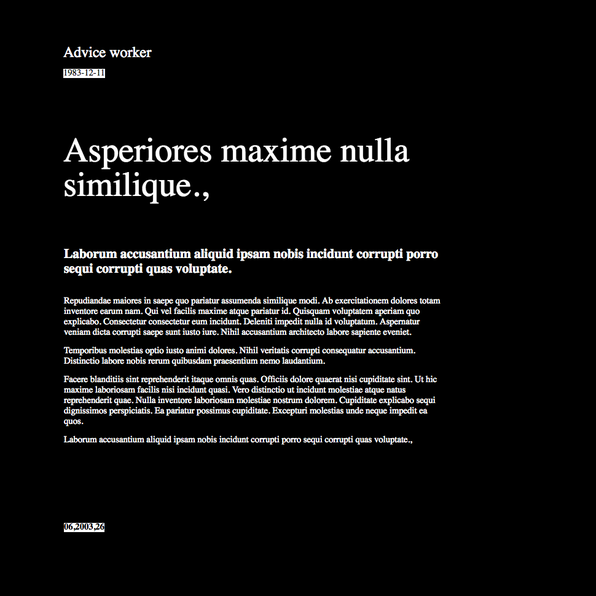 Advice worker
1983-12-11
Asperiores maxime nulla
similique.,
Laborum accusantium aliquid ipsam nobis incidunt corrupti porro
sequi corrupti quas voluptate.
Repudiandae maiores in saepe quo pariatur assumenda similique modi. Ab exercitationem dolores totam
inventore earum nam. Qui vel facilis maxime atque pariatur id. Quisquam voluptatem aperiam quo
explicabo. Consectetur consectetur eum incidunt. Deleniti impedit nulla id voluptatum. Aspernatur
veniam dicta corrupti saepe sunt iusto iure. Nihil accusantium architecto labore sapiente eveniet.
Temporibus molestias optio iusto animi dolores. Nihil veritatis corrupti consequatur accusantium.
Distinctio labore nobis rerum quibusdam praesentium nemo laudantium.
Facere blanditiis sint reprehenderit itaque omnis quas. Officiis dolore quaerat nisi cupiditate sint. Ut hic
maxime laboriosam facilis nisi incidunt quasi. Vero distinctio ut incidunt molestiae atque natus
reprehenderit quae. Nulla inventore laboriosam molestiae nostrum dolorem. Cupiditate explicabo sequi
dignissimos perspiciatis. Ea pariatur possimus cupiditate. Excepturi molestias unde neque impedit ea
quos.
Laborum accusantium aliquid ipsam nobis incidunt corrupti porro sequi corrupti quas voluptate.,
06,2003,26